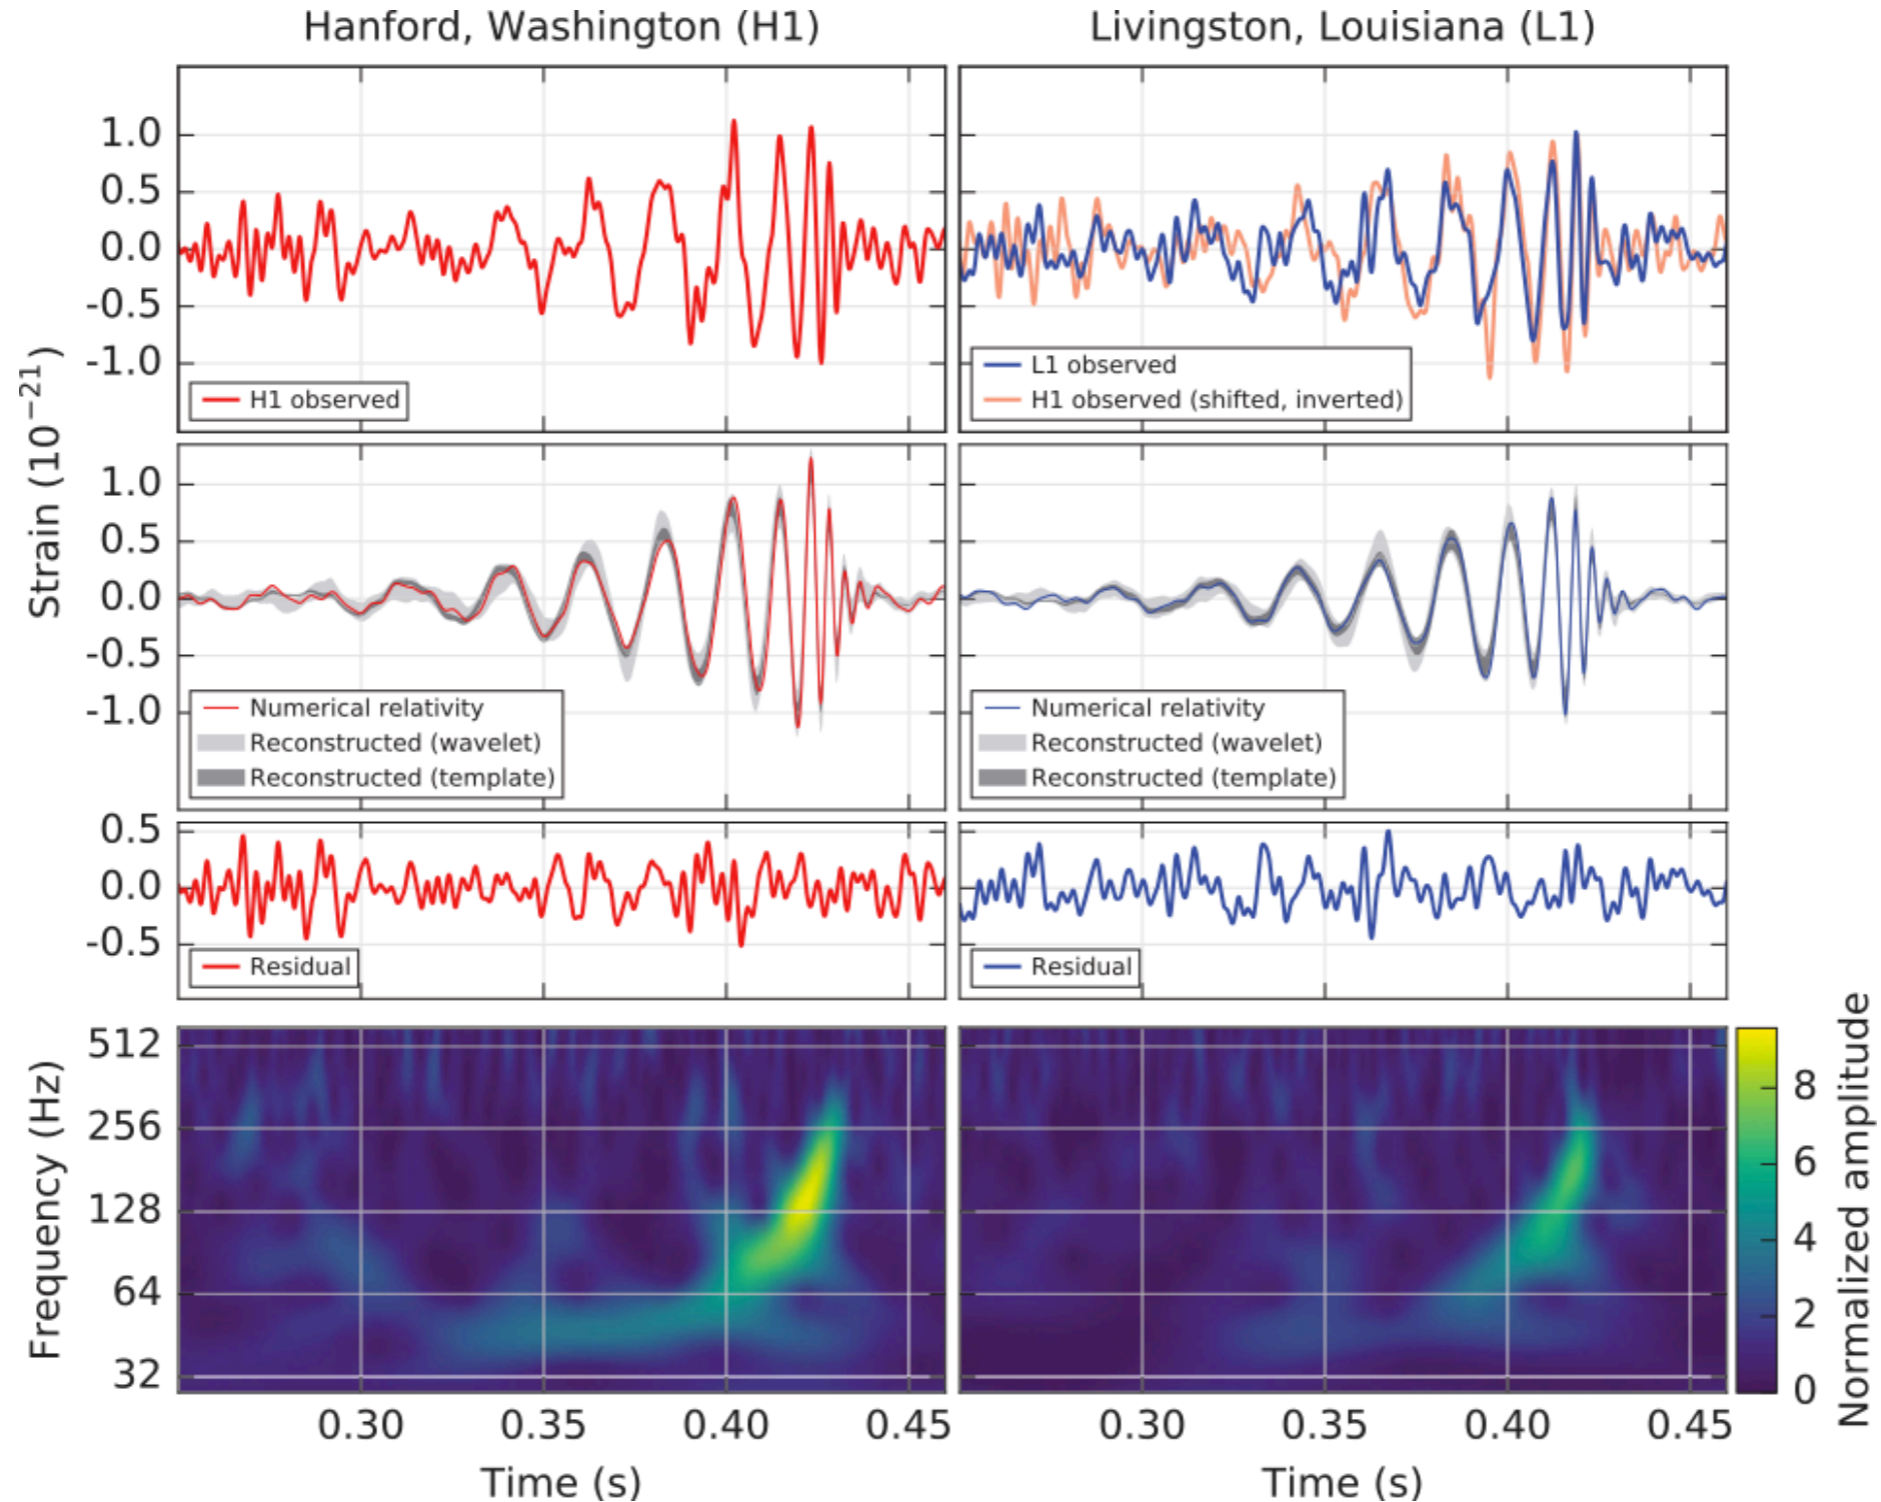 Hanford, Washington (H1)
Livingston, Louisiana (L1)
Strain (10⁻²¹)
1.0
0.5
0.0
-0.5
-1.0
H1 observed
L1 observed
H1 observed (shifted, inverted)
1.0
0.5
0.0
-0.5
-1.0
Numerical relativity
Reconstructed (wavelet)
Reconstructed (template)
Numerical relativity
Reconstructed (wavelet)
Reconstructed (template)
0.5
0.0
-0.5
Residual
Residual
Frequency (Hz)
512
256
128
64
32
Normalized amplitude
8
6
4
2
0
0.30 0.35 0.40 0.45
0.30 0.35 0.40 0.45
Time (s)
Time (s)